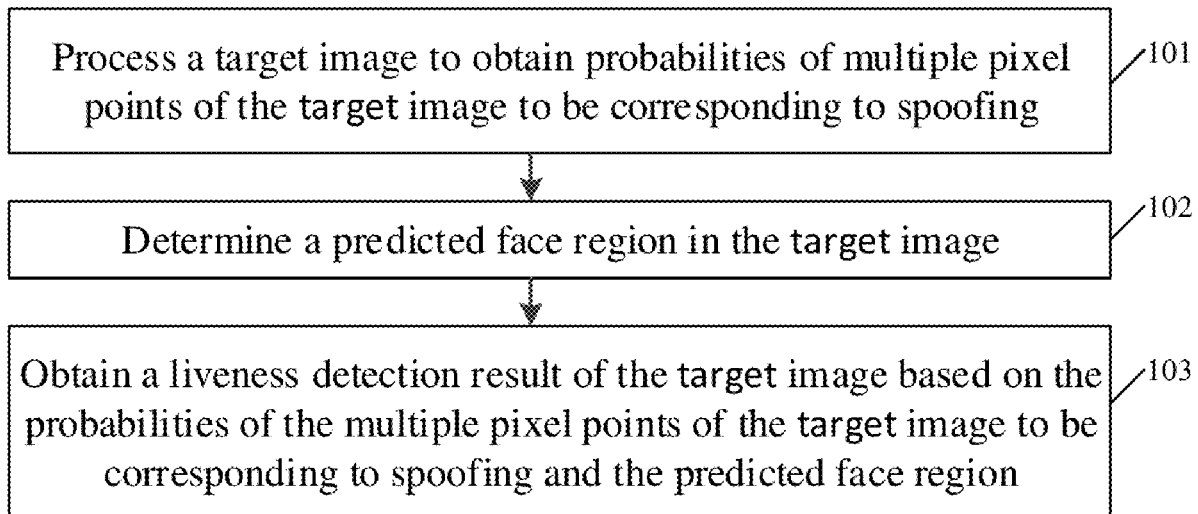 Process a target image to obtain probabilities of multiple pixel
points of the target image to be corresponding to spoofing
101
Determine a predicted face region in the target image
102
Obtain a liveness detection result of the target image based on the
probabilities of the multiple pixel points of the target image to be
corresponding to spoofing and the predicted face region
103